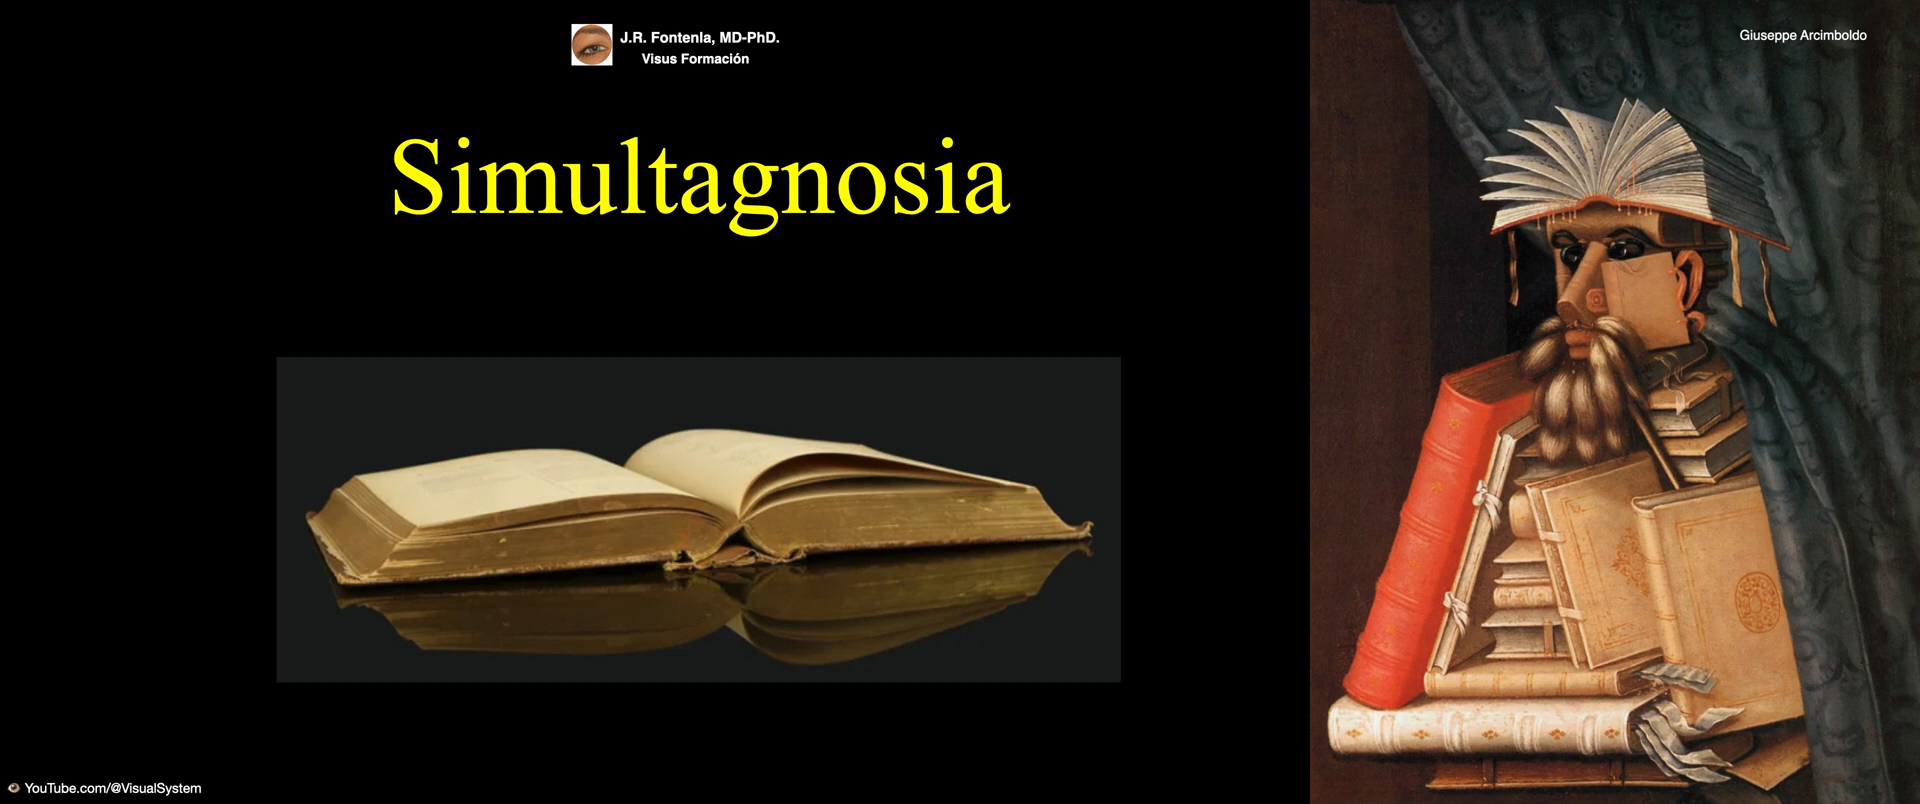 J.R. Fontenla, MD-PhD.
Visus Formación
Giuseppe Arcimboldo
Simultagnosia
YouTube.com/@VisualSystem